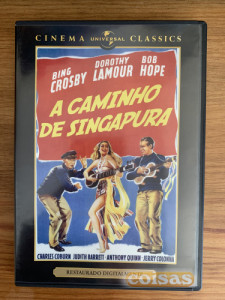 CINEMA UNIVERSAL CLASSICS
BING CROSBY DOROTHY LAMOUR BOB HOPE
A CAMINHO
DE SINGAPURA
CHARLES COBURN JUDITH BARRETT ANTHONY QUINN JERRY COLONNA
RESTAURADO DIGITALMENTE
coisas